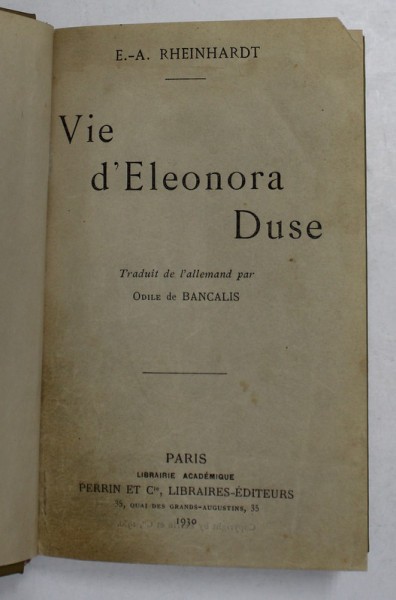 E.-A. RHEINHARDT
Vie
d'Eleonora
Duse
Traduit de l'allemand par
ODILE de BANCALIS
PARIS
LIBRAIRIE ACADÉMIQUE
PERRIN ET Cie, LIBRAIRES-ÉDITEURS
35, QUAI DES GRANDS-AUGUSTINS, 35
1930